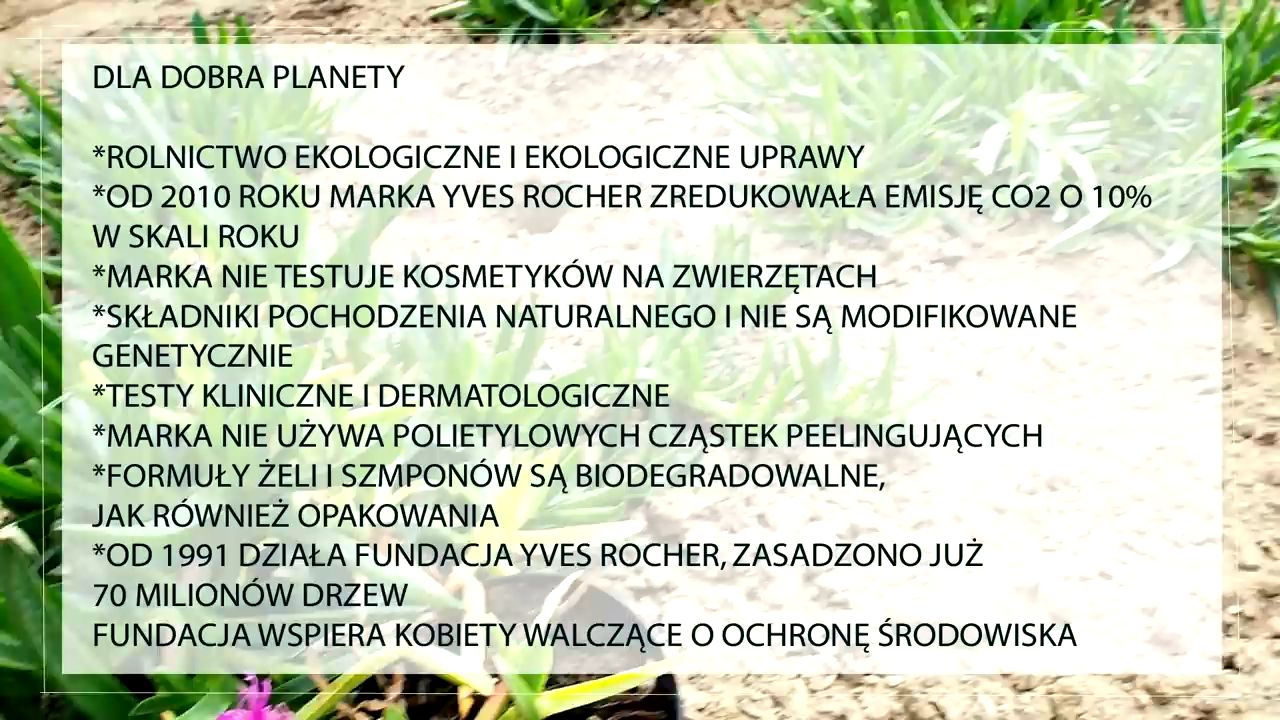 DLA DOBRA PLANETY
*ROLNICTWO EKOLOGICZNE I EKOLOGICZNE UPRAWY
*OD 2010 ROKU MARKA YVES ROCHER ZREDUKOWAŁA EMISJĘ CO2 O 10%
W SKALI ROKU
*MARKA NIE TESTUJE KOSMETYKÓW NA ZWIERZĘTACH
*SKŁADNIKI POCHODZENIA NATURALNEGO I NIE SĄ MODIFIKOWANE
GENETYCZNIE
*TESTY KLINICZNE I DERMATOLOGICZNE
*MARKA NIE UŻYWA POLIETYLOWYCH CZĄSTEK PEELINGUJĄCYCH
*FORMUŁY ŻELI I SZMPONÓW SĄ BIODEGRADOWALNE,
JAK RÓWNIEŻ OPAKOWANIA
*OD 1991 DZIAŁA FUNDACJA YVES ROCHER, ZASADZONO JUŻ
70 MILIONÓW DRZEW
FUNDACJA WSPIERA KOBIETY WALCZĄCE O OCHRONĘ ŚRODOWISKA